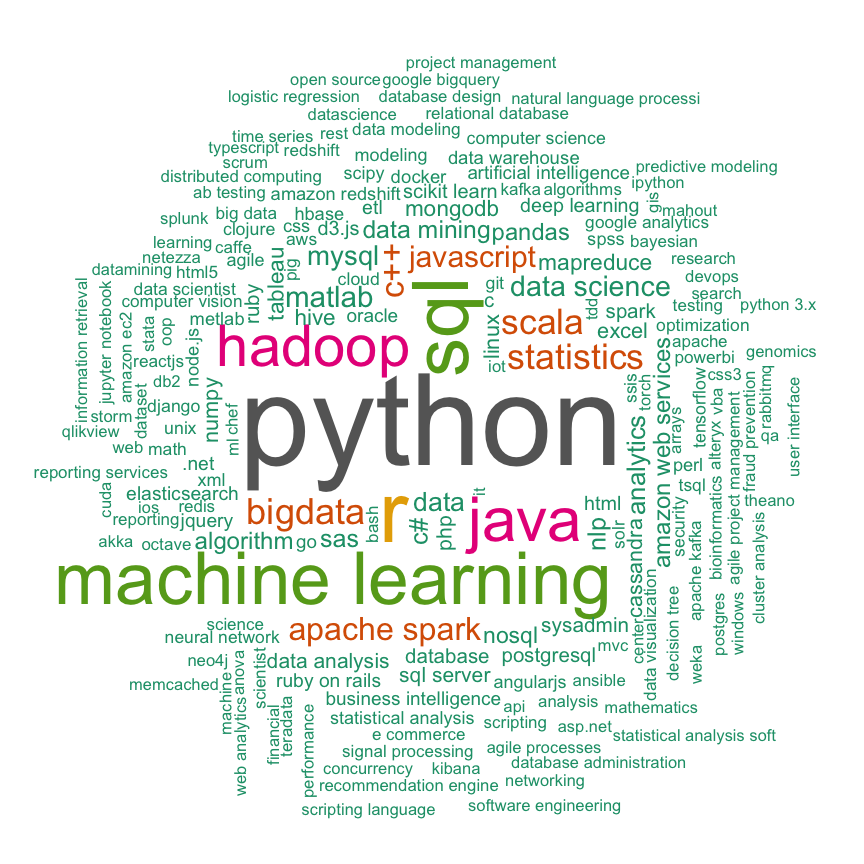 project management
open source
google bigquery
logistic regression
database design
natural language processi
datascience
relational database
time series
rest
data modeling
computer science
typescript
redshift
modeling
data warehouse
scrum
scipy
docker
artificial intelligence
predictive modeling
distributed computing
ipython
ab testing
amazon redshift
scikit learn
kafka
algorithms
gis
splunk
big data
hbase
etl
mongodb
deep learning
mahout
clojure
css
d3.js
data mining
pandas
google analytics
learning
caffe
aws
mysql
c++
javascript
spss
bayesian
netezza
agile
tableau
pig
mapreduce
research
datamining
html5
cloud
git
data science
devops
data scientist
matlab
sql
c
search
computer vision
ruby
tdd
spark
testing
python 3.x
information retrieval
jupyter notebook
amazon ec2
stata
oop
metlab
hive
oracle
linux
scala
excel
optimization
node.js
hadoop
statistics
apache
reactjs
iot
powerbi
genomics
db2
python
ssis
torch
amazon web services
tensorflow
css3
rabbitmq
storm
dataset
django
numpy
analytics
arrays
alteryx
vba
fraud prevention
qlikview
unix
ml chef
qa
user interface
web
math
reporting services
.net
perl
xml
tsql
cuda
elasticsearch
ios
redis
bigdata
r
data
it
html
theano
reporting
jquery
bash
c#
php
java
nlp
solr
security
bioinformatics
agile project management
akka
octave
algorithm
go
sas
cassandra
apache kafka
cluster analysis
machine learning
science
neural network
apache spark
nosql
sysadmin
center
data visualization
decision tree
postgres
windows
weka
neo4j
anova
scientist
data analysis
database
postgresql
mvc
memcached
machine
ruby on rails
sql server
angularjs
ansible
web analytics
business intelligence
api
analysis
mathematics
financial
teradata
performance
statistical analysis
scripting
asp.net
statistical analysis soft
e commerce
signal processing
agile processes
concurrency
kibana
database administration
recommendation engine
networking
scripting language
software engineering